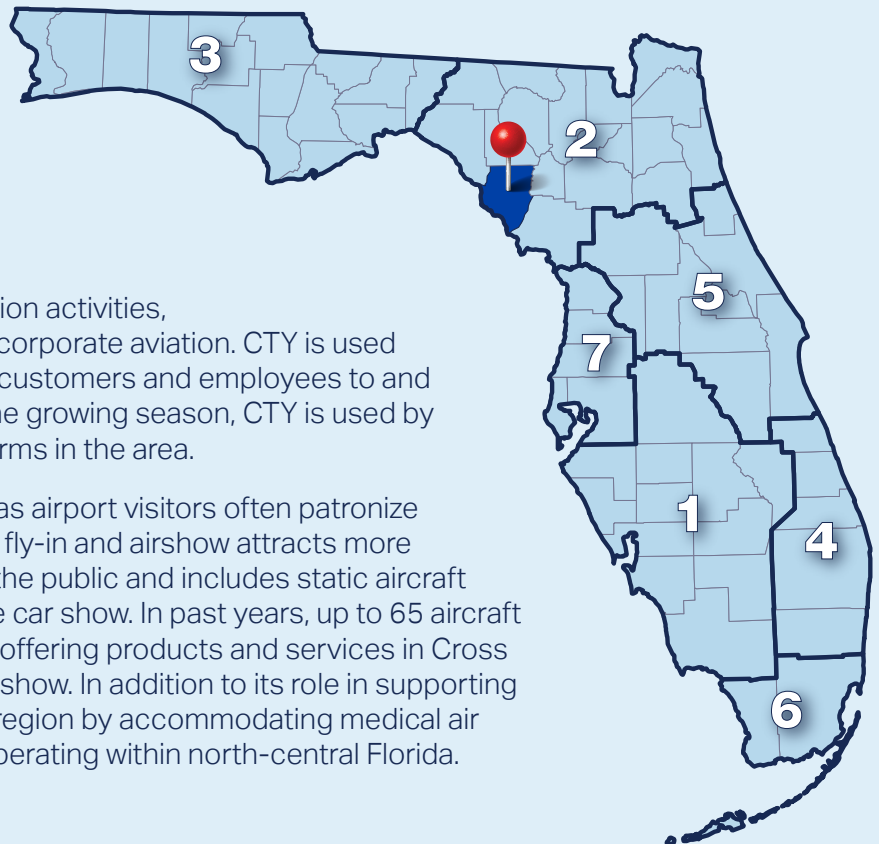 3
2
5
7
1
4
6
ion activities,
corporate aviation. CTY is used
customers and employees to and
e growing season, CTY is used by
rms in the area.
as airport visitors often patronize
fly-in and airshow attracts more
the public and includes static aircraft
e car show. In past years, up to 65 aircraft
offering products and services in Cross
show. In addition to its role in supporting
region by accommodating medical air
perating within north-central Florida.